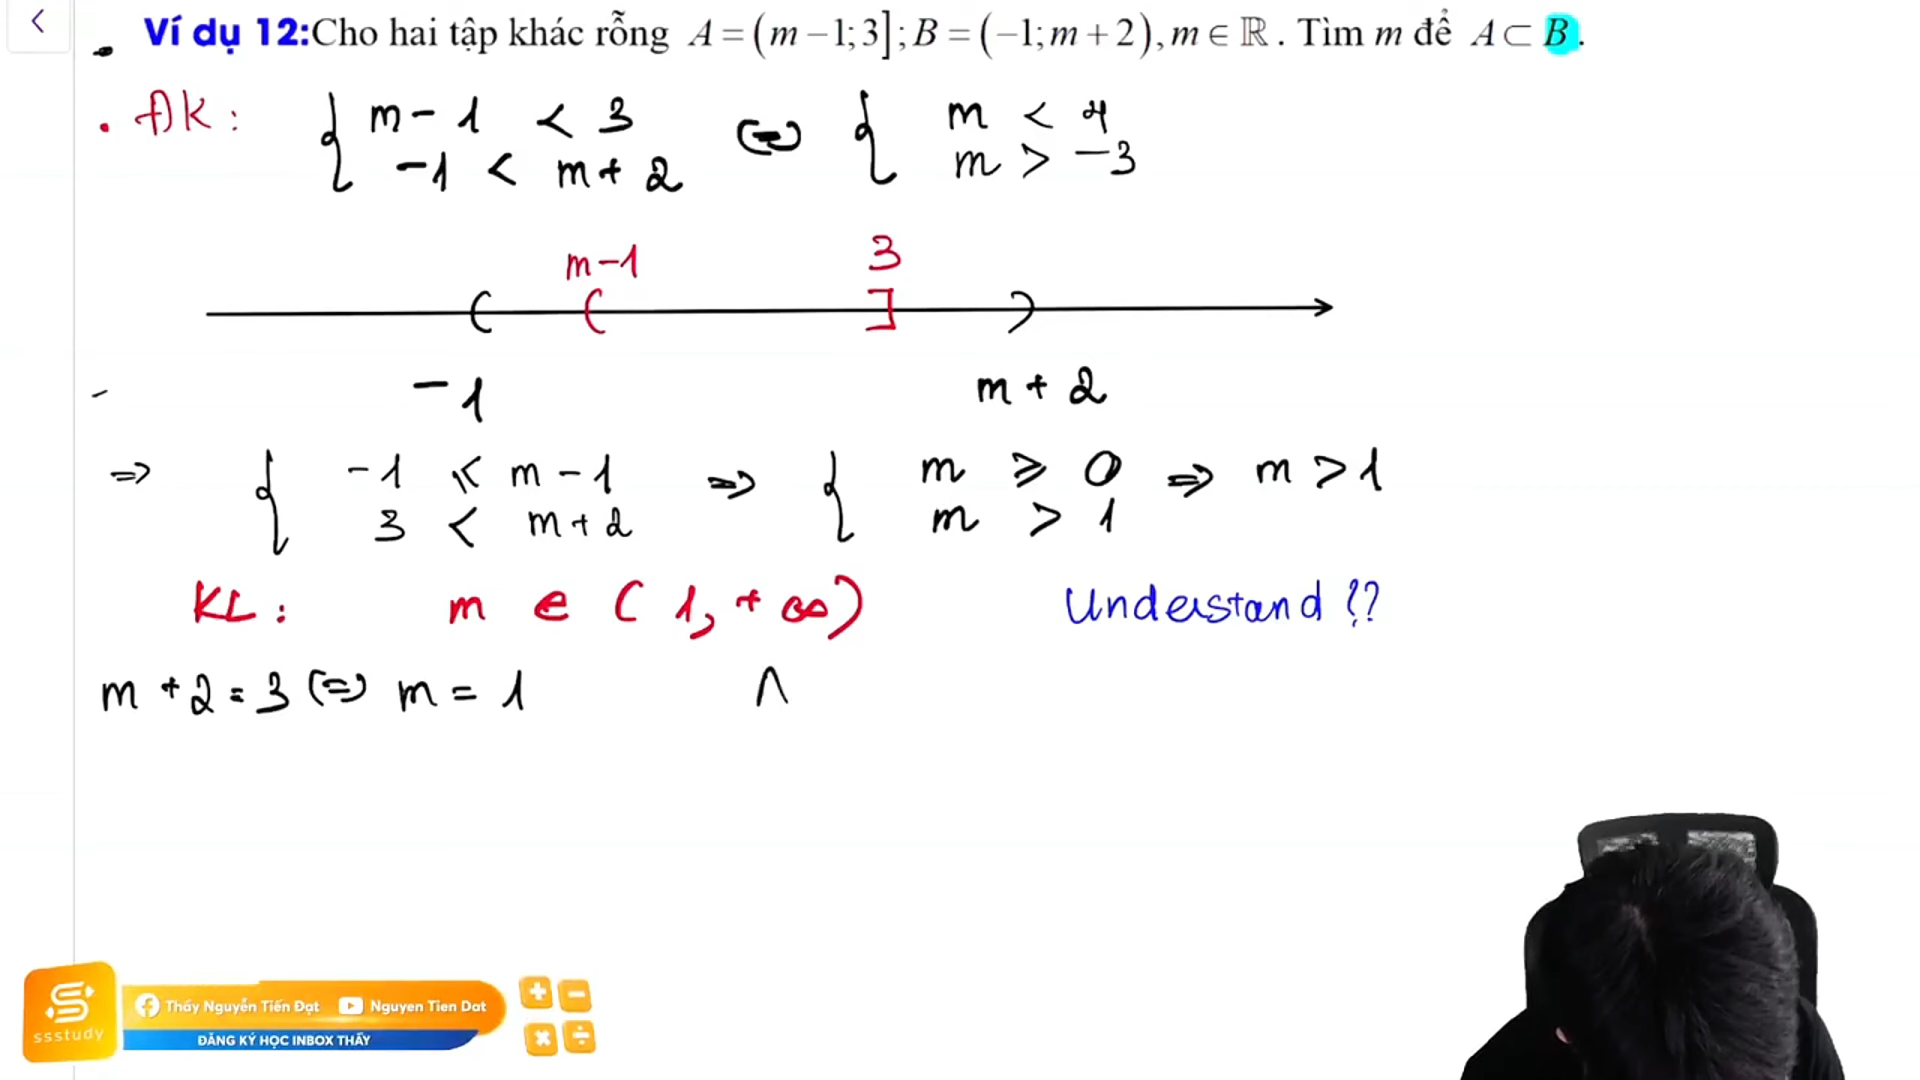 Ví dụ 12:Cho hai tập khác rỗng A = (m −1;3];B = (−1;m + 2),m ∈ ℝ. Tìm m để A ⊂ B.
. ĐK: { m - 1 < 3 (=) { m < 4
-1 < m + 2 m > -3
m-1 3
( ( ] )
-1 m + 2
=> { -1 ⩽ m - 1 => { m ⩾ 0 => m > 1
3 < m + 2 m > 1
KL: m ∈ (1, +∞) Understand !?
m + 2 = 3 (=) m = 1 Λ
ssstudy
Thầy Nguyễn Tiến Đạt Nguyen Tien Dat
ĐĂNG KÝ HỌC INBOX THẦY
+ −
× ÷